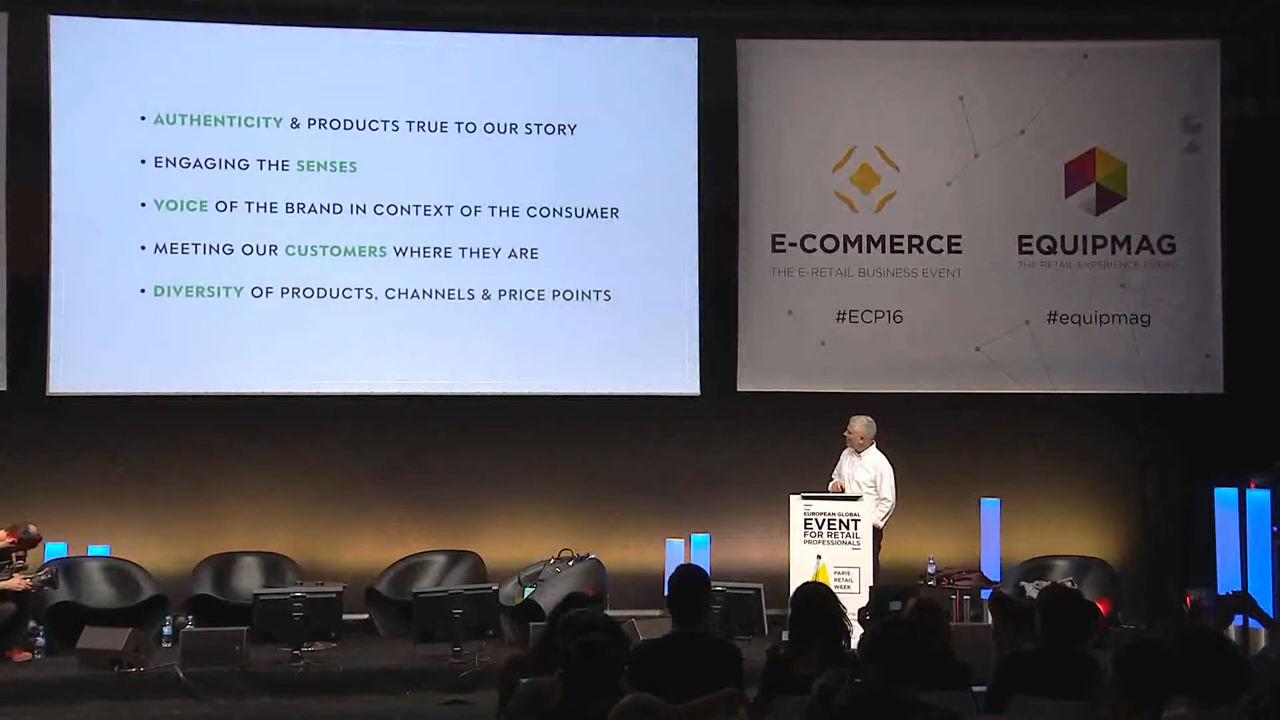 • AUTHENTICITY & PRODUCTS TRUE TO OUR STORY
• ENGAGING THE SENSES
• VOICE OF THE BRAND IN CONTEXT OF THE CONSUMER
• MEETING OUR CUSTOMERS WHERE THEY ARE
• DIVERSITY OF PRODUCTS, CHANNELS & PRICE POINTS
E-COMMERCE
THE E-RETAIL BUSINESS EVENT
#ECP16
EQUIPMAG
THE RETAIL EXPERIENCE EVENT
#equipmag
THE
EUROPEAN GLOBAL
EVENT
FOR RETAIL
PROFESSIONALS
PARIS
RETAIL
WEEK